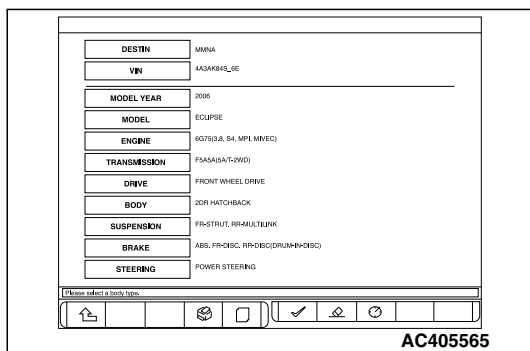 DESTIN MMNA
VIN 4A3AK84S_6E
MODEL YEAR 2006
MODEL ECLIPSE
ENGINE 6G75(3.8, S4, MPI, MIVEC)
TRANSMISSION F5A5A(5A/T-2WD)
DRIVE FRONT WHEEL DRIVE
BODY 2DR HATCHBACK
SUSPENSION FR-STRUT, RR-MULTILINK
BRAKE ABS. FR-DISC. RR-DISC(DRUM-IN-DISC)
STEERING POWER STEERING
Please select a body type.
AC405565